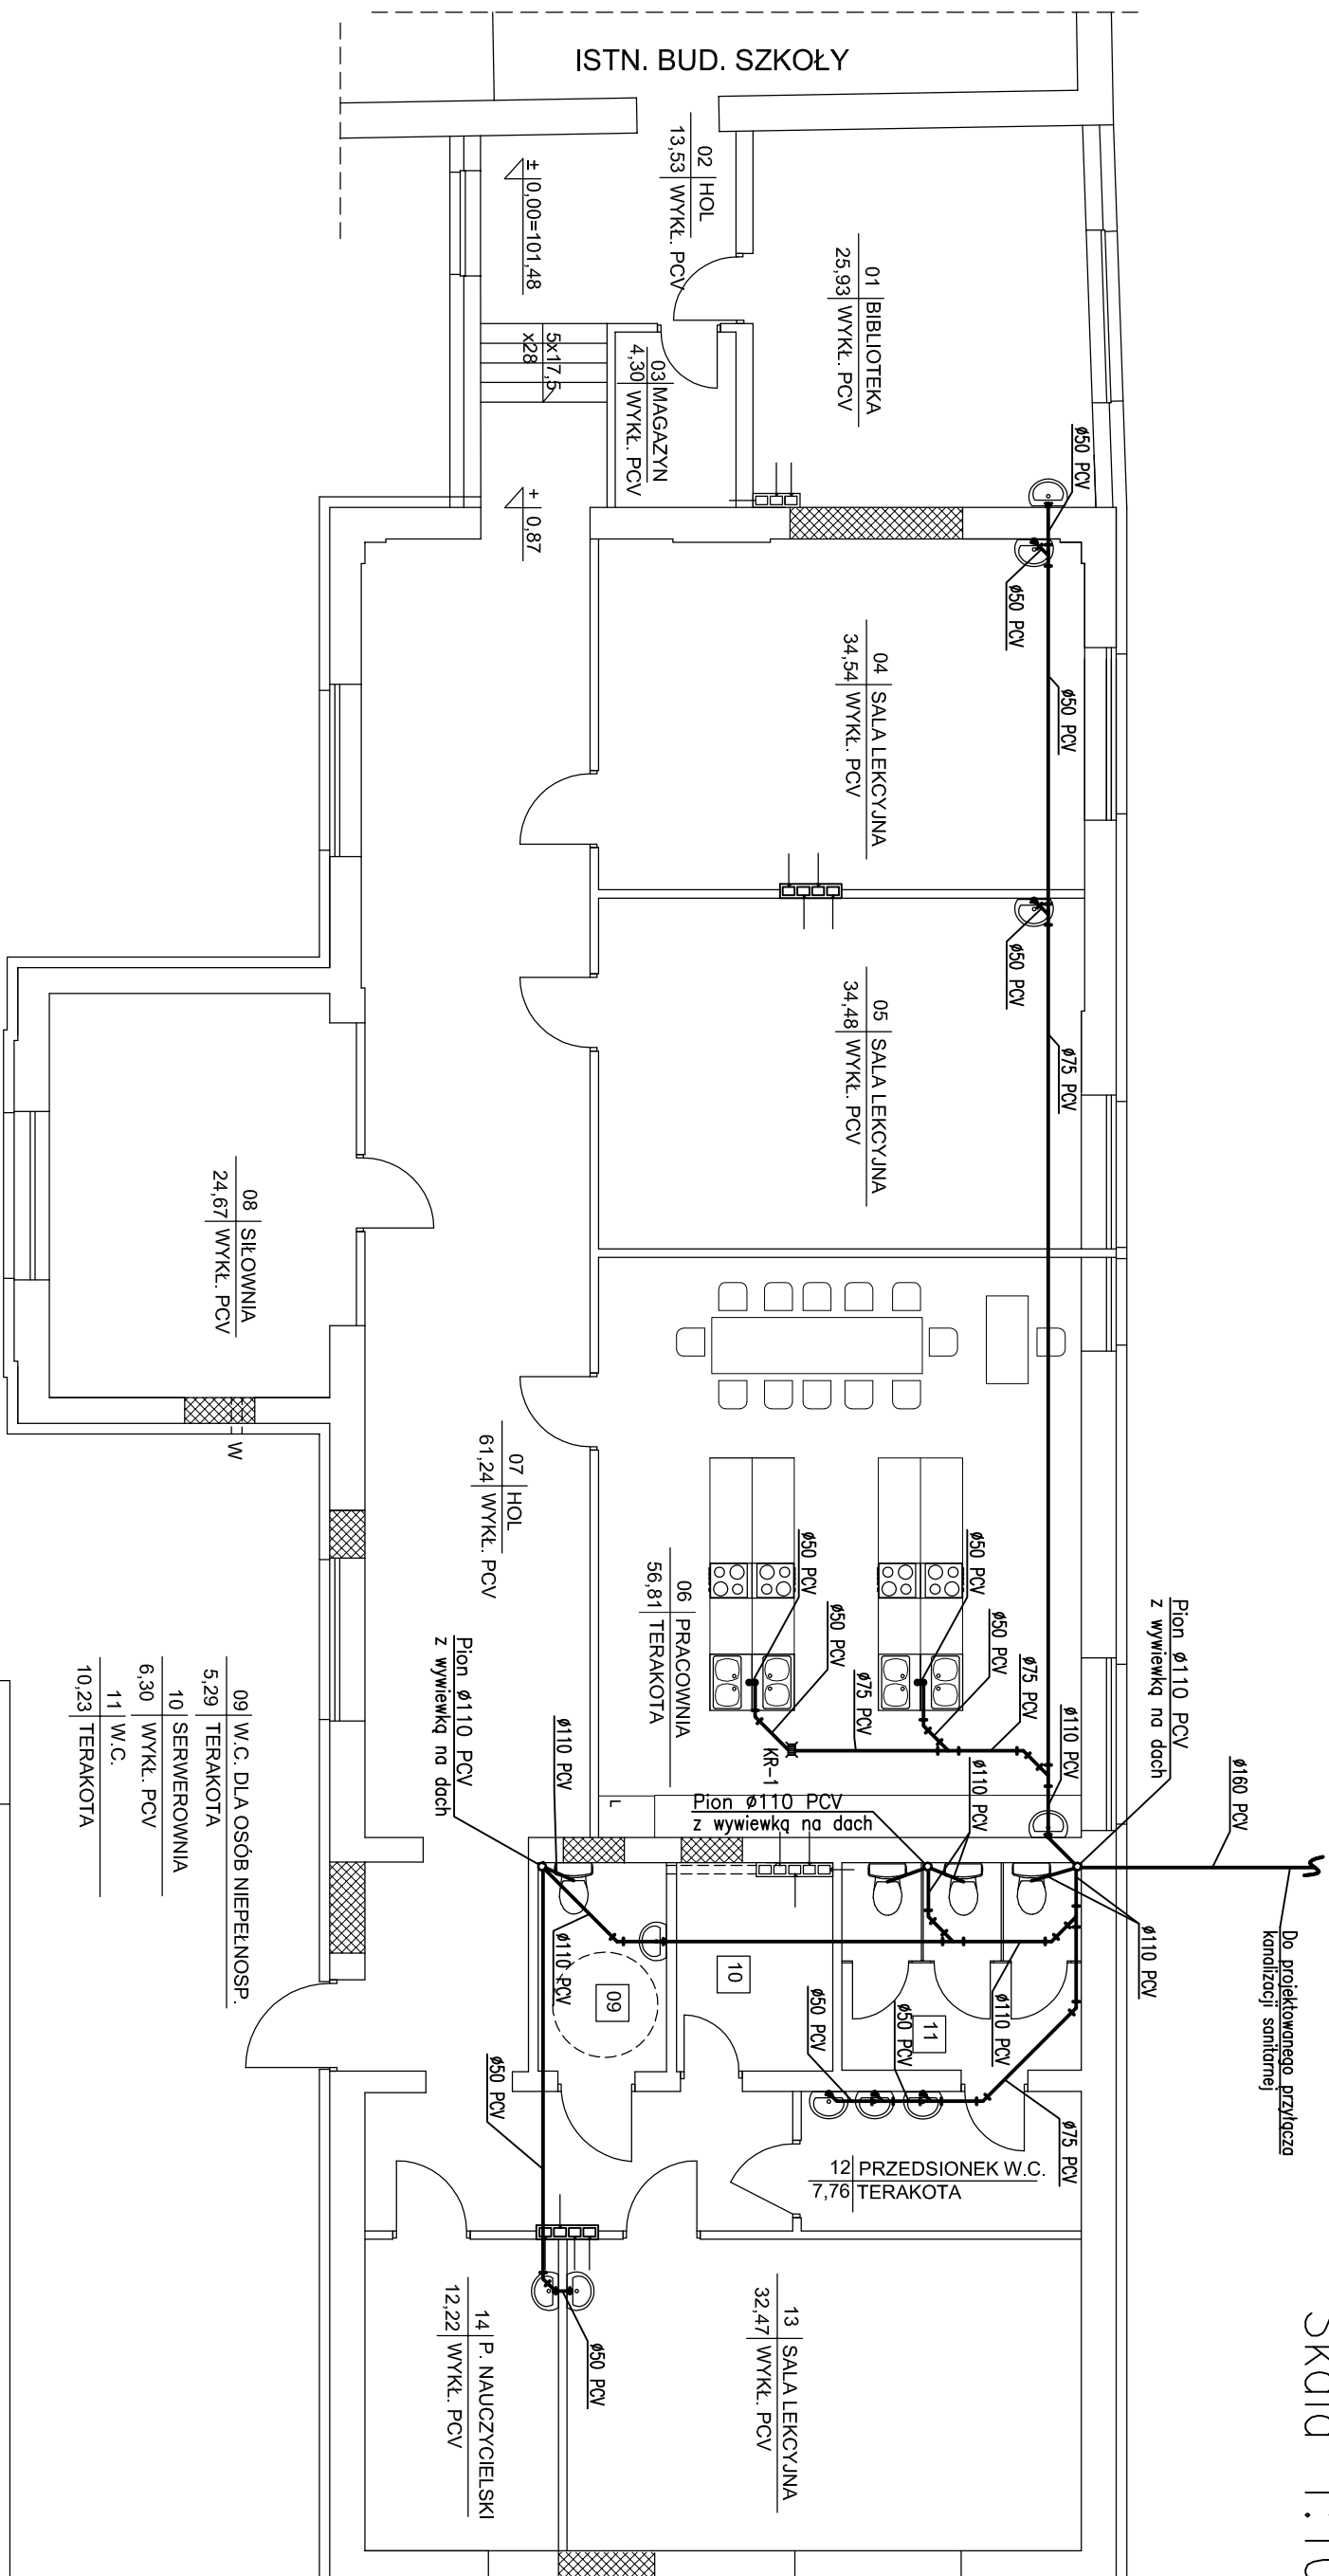 ISTN. BUD. SZKOŁY
02 HOL
13,53 WYKŁ. PCV
± 0,00=101,48
01 BIBLIOTEKA
25,93 WYKŁ. PCV
5x17,5
x28
03 MAGAZYN
4,30 WYKŁ. PCV
+ 0,87
ø50 PCV
ø50 PCV
ø50 PCV
04 SALA LEKCYJNA
34,54 WYKŁ. PCV
ø50 PCV
ø75 PCV
05 SALA LEKCYJNA
34,48 WYKŁ. PCV
08 SIŁOWNIA
24,67 WYKŁ. PCV
W
07 HOL
61,24 WYKŁ. PCV
06 PRACOWNIA
56,81 TERAKOTA
ø50 PCV
ø50 PCV
ø75 PCV
ø50 PCV
ø50 PCV
ø75 PCV
ø110 PCV
KR-1
L
Pion ø110 PCV
z wywiewką na dach
ø160 PCV
Do projektowanego przyłącza
kanalizacji sanitarnej
Pion ø110 PCV
z wywiewką na dach
ø110 PCV
ø110 PCV
Pion ø110 PCV
z wywiewką na dach
ø110 PCV
ø110 PCV
09
10
11
ø110 PCV
ø50 PCV
ø50 PCV
ø75 PCV
ø50 PCV
09 W.C. DLA OSÓB NIEPEŁNOSP.
5,29 TERAKOTA
10 SERWEROWNIA
6,30 WYKŁ. PCV
11 W.C.
10,23 TERAKOTA
12 PRZEDSIONEK W.C.
7,76 TERAKOTA
13 SALA LEKCYJNA
32,47 WYKŁ. PCV
14 P. NAUCZYCIELSKI
12,22 WYKŁ. PCV
ø50 PCV